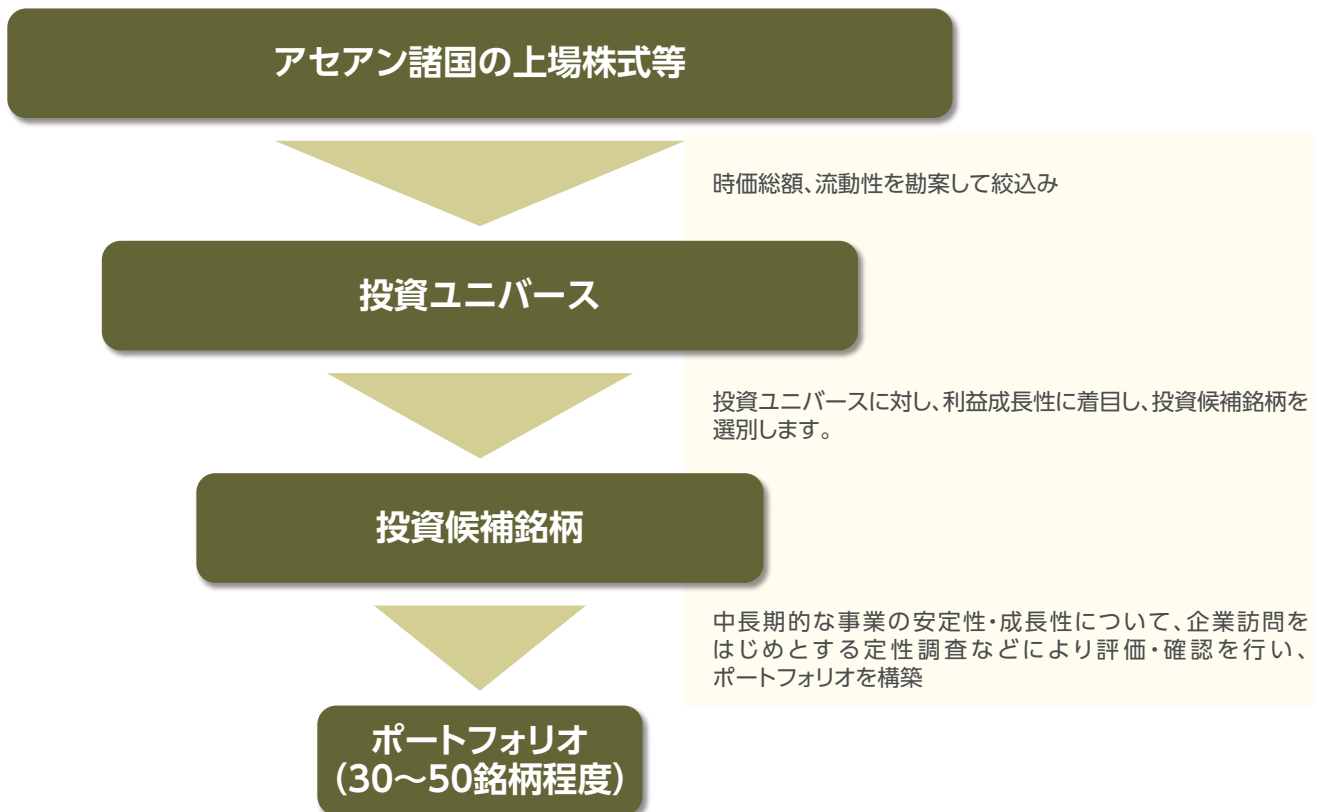 アセアン諸国の上場株式等
時価総額、流動性を勘案して絞込み
投資ユニバース
投資ユニバースに対し、利益成長性に着目し、投資候補銘柄を
選別します。
投資候補銘柄
中長期的な事業の安定性・成長性について、企業訪問を
はじめとする定性調査などにより評価・確認を行い、
ポートフォリオを構築
ポートフォリオ
(30〜50銘柄程度)